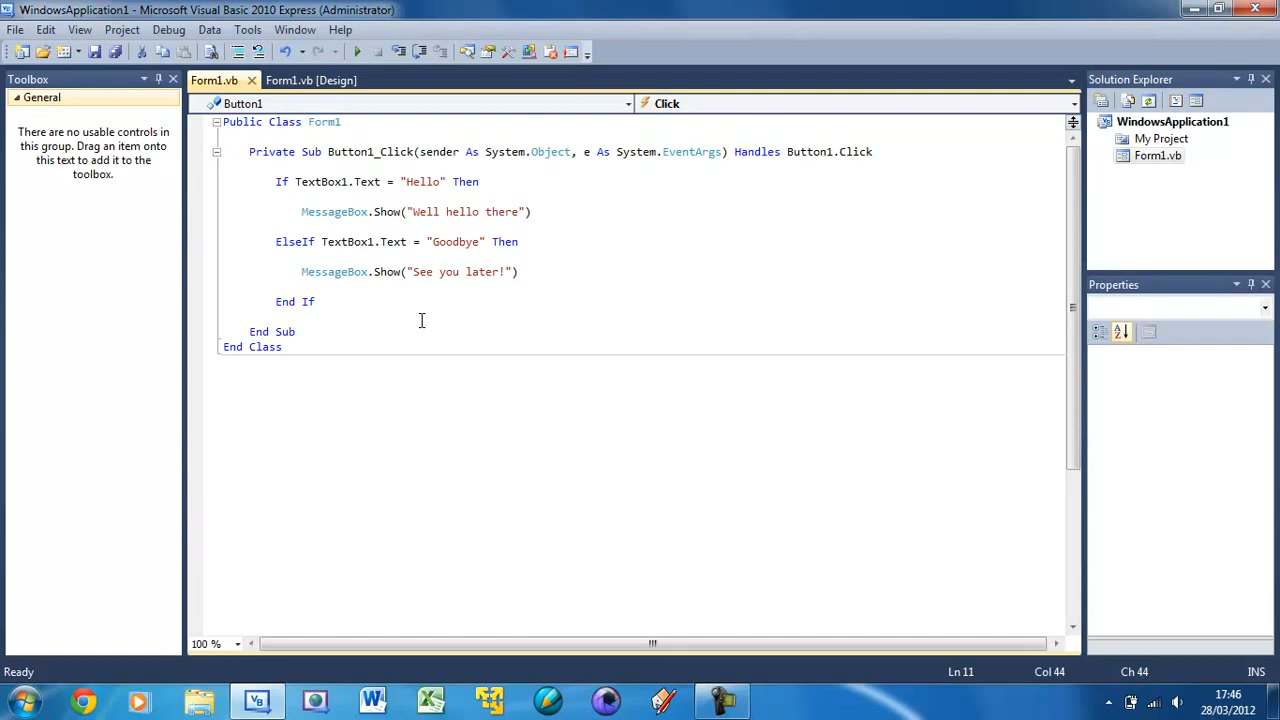 WindowsApplication1 - Microsoft Visual Basic 2010 Express (Administrator)
File Edit View Project Debug Data Tools Window Help
Toolbox
General
There are no usable controls in
this group. Drag an item onto
this text to add it to the
toolbox.
Form1.vb Form1.vb [Design]
Button1 Click
Public Class Form1
Private Sub Button1_Click(sender As System.Object, e As System.EventArgs) Handles Button1.Click
If TextBox1.Text = "Hello" Then
MessageBox.Show("Well hello there")
ElseIf TextBox1.Text = "Goodbye" Then
MessageBox.Show("See you later!")
End If
End Sub
End Class
100 %
Solution Explorer
WindowsApplication1
My Project
Form1.vb
Properties
Ready Ln 11 Col 44 Ch 44 INS
17:46
28/03/2012